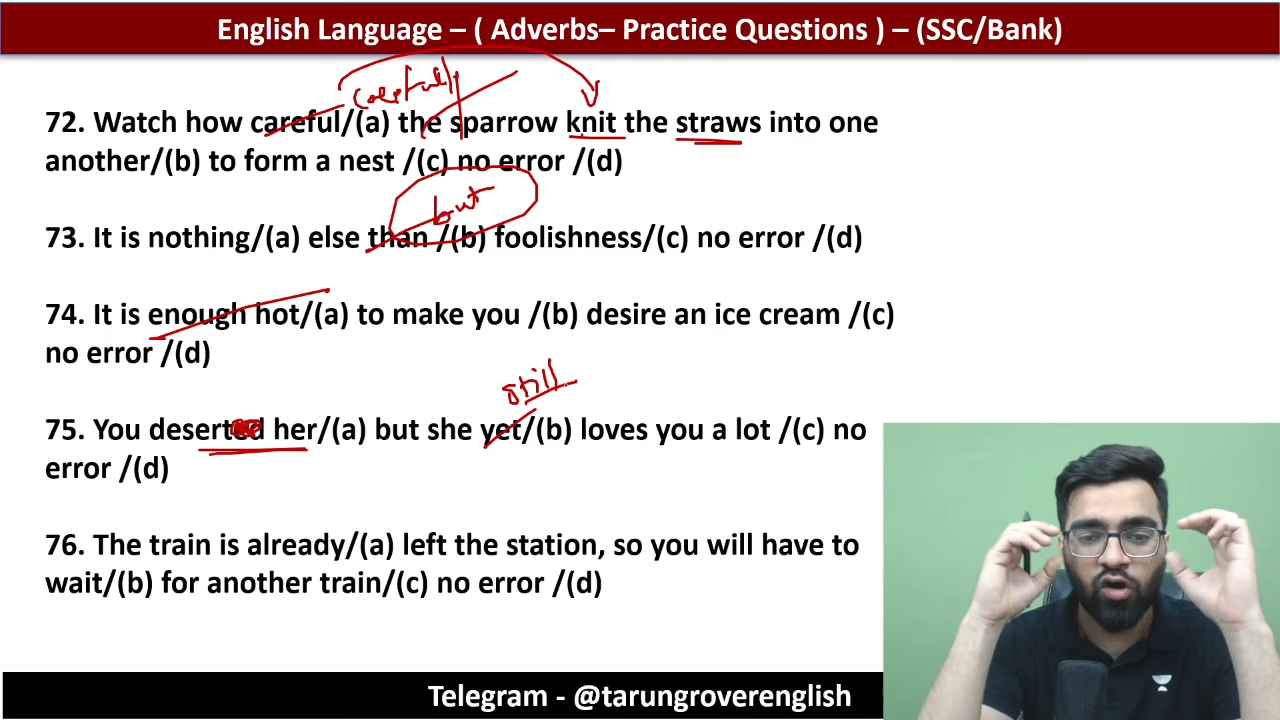 English Language – ( Adverbs– Practice Questions ) – (SSC/Bank)
carefully
72. Watch how careful/(a) the sparrow knit the straws into one
another/(b) to form a nest /(c) no error /(d)
but
73. It is nothing/(a) else than /(b) foolishness/(c) no error /(d)
74. It is enough hot/(a) to make you /(b) desire an ice cream /(c)
no error /(d)
still
75. You deserted her/(a) but she yet/(b) loves you a lot /(c) no
error /(d)
76. The train is already/(a) left the station, so you will have to
wait/(b) for another train/(c) no error /(d)
Telegram - @tarungroverenglish